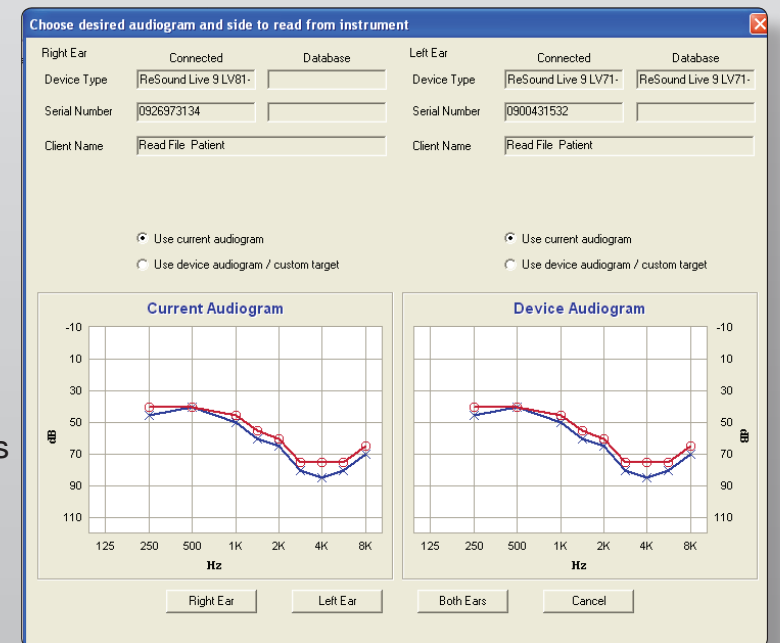 Choose desired audiogram and side to read from instrument
Right Ear Connected Database
Device Type ReSound Live 9 LV81-
Serial Number 0926973134
Client Name Read File Patient
Left Ear Connected Database
Device Type ReSound Live 9 LV71- ReSound Live 9 LV71-
Serial Number 0900431532
Client Name Read File Patient
Use current audiogram
Use device audiogram / custom target
Use current audiogram
Use device audiogram / custom target
Current Audiogram
-10
10
30
50
70
90
110
dB
125 250 500 1K 2K 4K 8K
Hz
Device Audiogram
-10
10
30
50
70
90
110
dB
125 250 500 1K 2K 4K 8K
Hz
Right Ear Left Ear Both Ears Cancel
s